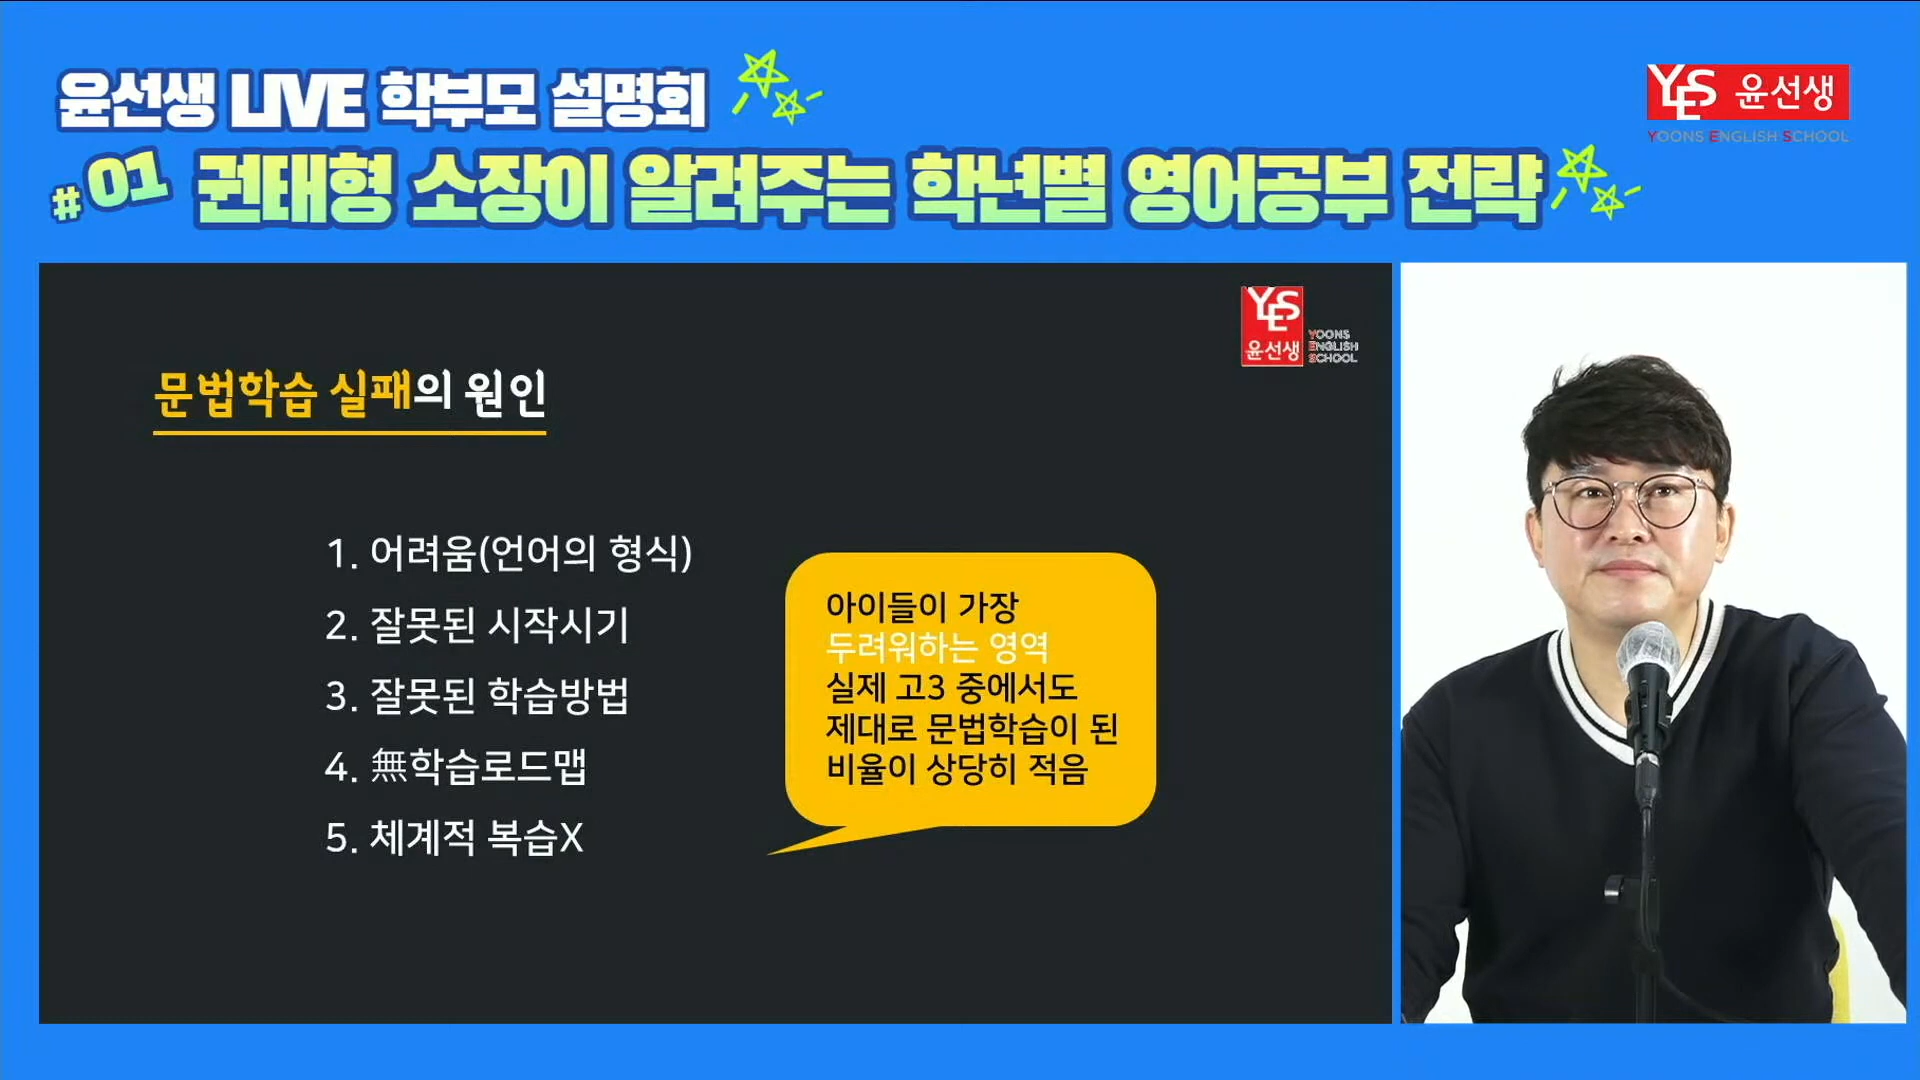 윤선생 LIVE 학부모 설명회
#01 권태형 소장이 알려주는 학년별 영어공부 전략
YES 윤선생
YOONS ENGLISH SCHOOL
YES
윤선생
YOONS
ENGLISH
SCHOOL
문법학습 실패의 원인
1. 어려움(언어의 형식)
2. 잘못된 시작시기
3. 잘못된 학습방법
4. 無학습로드맵
5. 체계적 복습X
아이들이 가장
두려워하는 영역
실제 고3 중에서도
제대로 문법학습이 된
비율이 상당히 적음